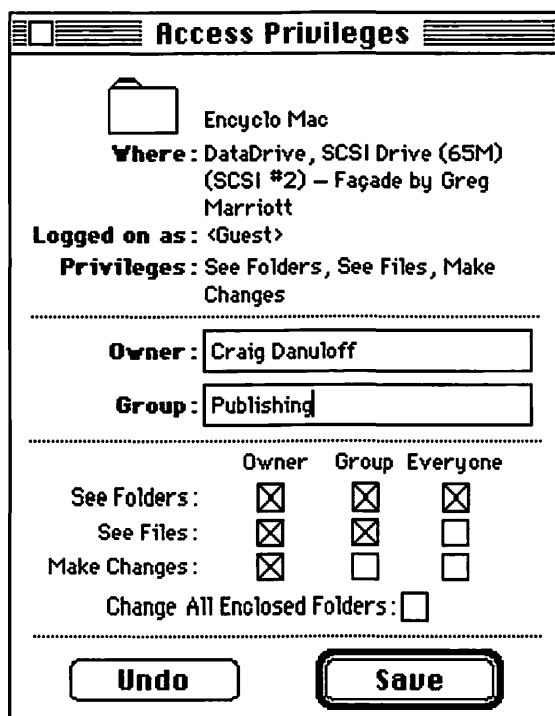 Access Privileges
Encyclo Mac
Where: DataDrive, SCSI Drive (65M)
(SCSI #2) – Façade by Greg
Marriott
Logged on as: <Guest>
Privileges: See Folders, See Files, Make
Changes
Owner: Craig Danuloff
Group: Publishing
Owner Group Everyone
See Folders:
See Files:
Make Changes:
Change All Enclosed Folders:
Undo Save